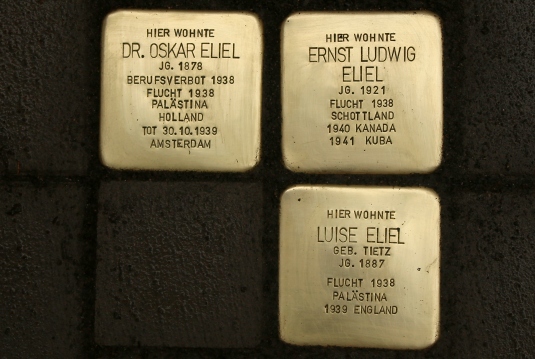 HIER WOHNTE
DR. OSKAR ELIEL
JG. 1878
BERUFSVERBOT 1938
FLUCHT 1938
PALÄSTINA
HOLLAND
TOT 30.10.1939
AMSTERDAM
HIER WOHNTE
ERNST LUDWIG
ELIEL
JG. 1921
FLUCHT 1938
SCHOTTLAND
1940 KANADA
1941 KUBA
HIER WOHNTE
LUISE ELIEL
GEB. TIETZ
JG. 1887
FLUCHT 1938
PALÄSTINA
1939 ENGLAND